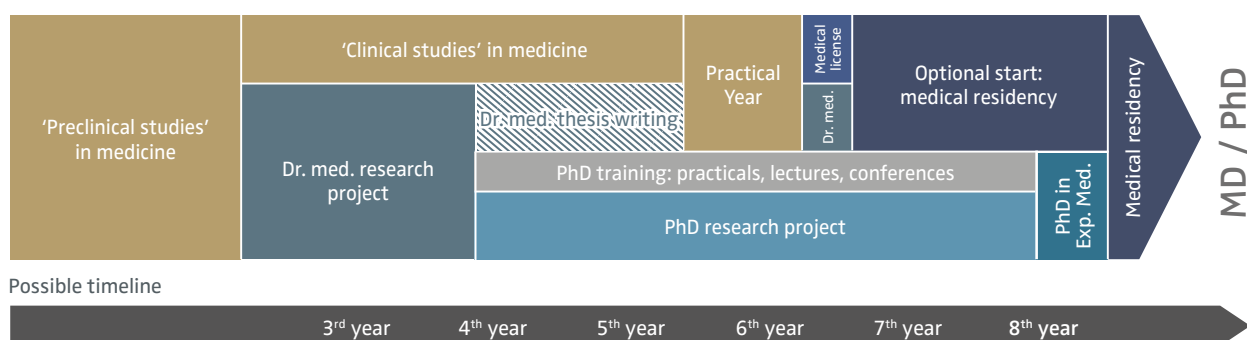 'Preclinical studies'
in medicine
'Clinical studies' in medicine
Dr. med. research
project
Dr. med. thesis writing
Practical
Year
Medical
license
Dr. med.
Optional start:
medical residency
PhD training: practicals, lectures, conferences
PhD research project
PhD in
Exp. Med.
Medical residency
MD / PhD
Possible timeline
3rd year
4th year
5th year
6th year
7th year
8th year